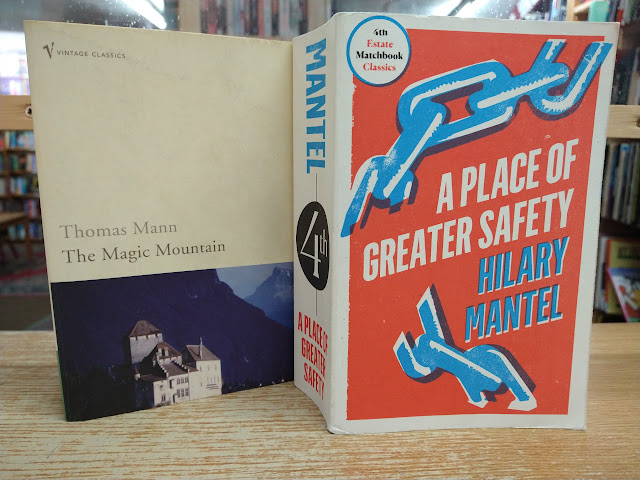 V VINTAGE CLASSICS
Thomas Mann
The Magic Mountain
MANTEL
4th
A PLACE OF
GREATER SAFETY
4th
Estate
Matchbook
Classics
A PLACE OF
GREATER SAFETY
HILARY
MANTEL